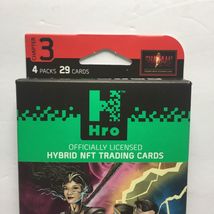 CHAPTER
3
4 PACKS 29 CARDS
Hro
OFFICIALLY LICENSED
HYBRID NFT TRADING CARDS